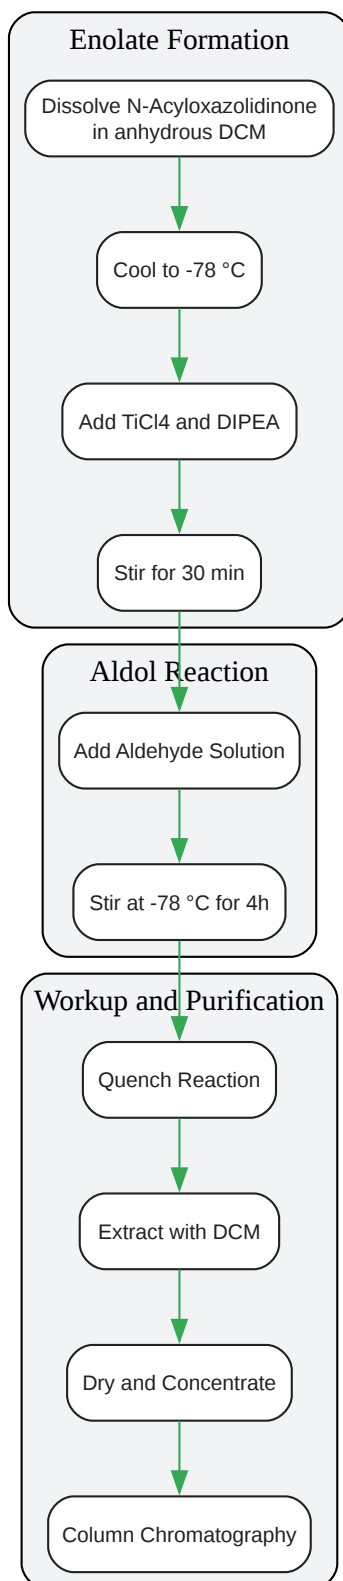 Enolate Formation
Dissolve N-Acyloxazolidinone
in anhydrous DCM
Cool to -78 °C
Add TiCl4 and DIPEA
Stir for 30 min
Aldol Reaction
Add Aldehyde Solution
Stir at -78 °C for 4h
Workup and Purification
Quench Reaction
Extract with DCM
Dry and Concentrate
Column Chromatography